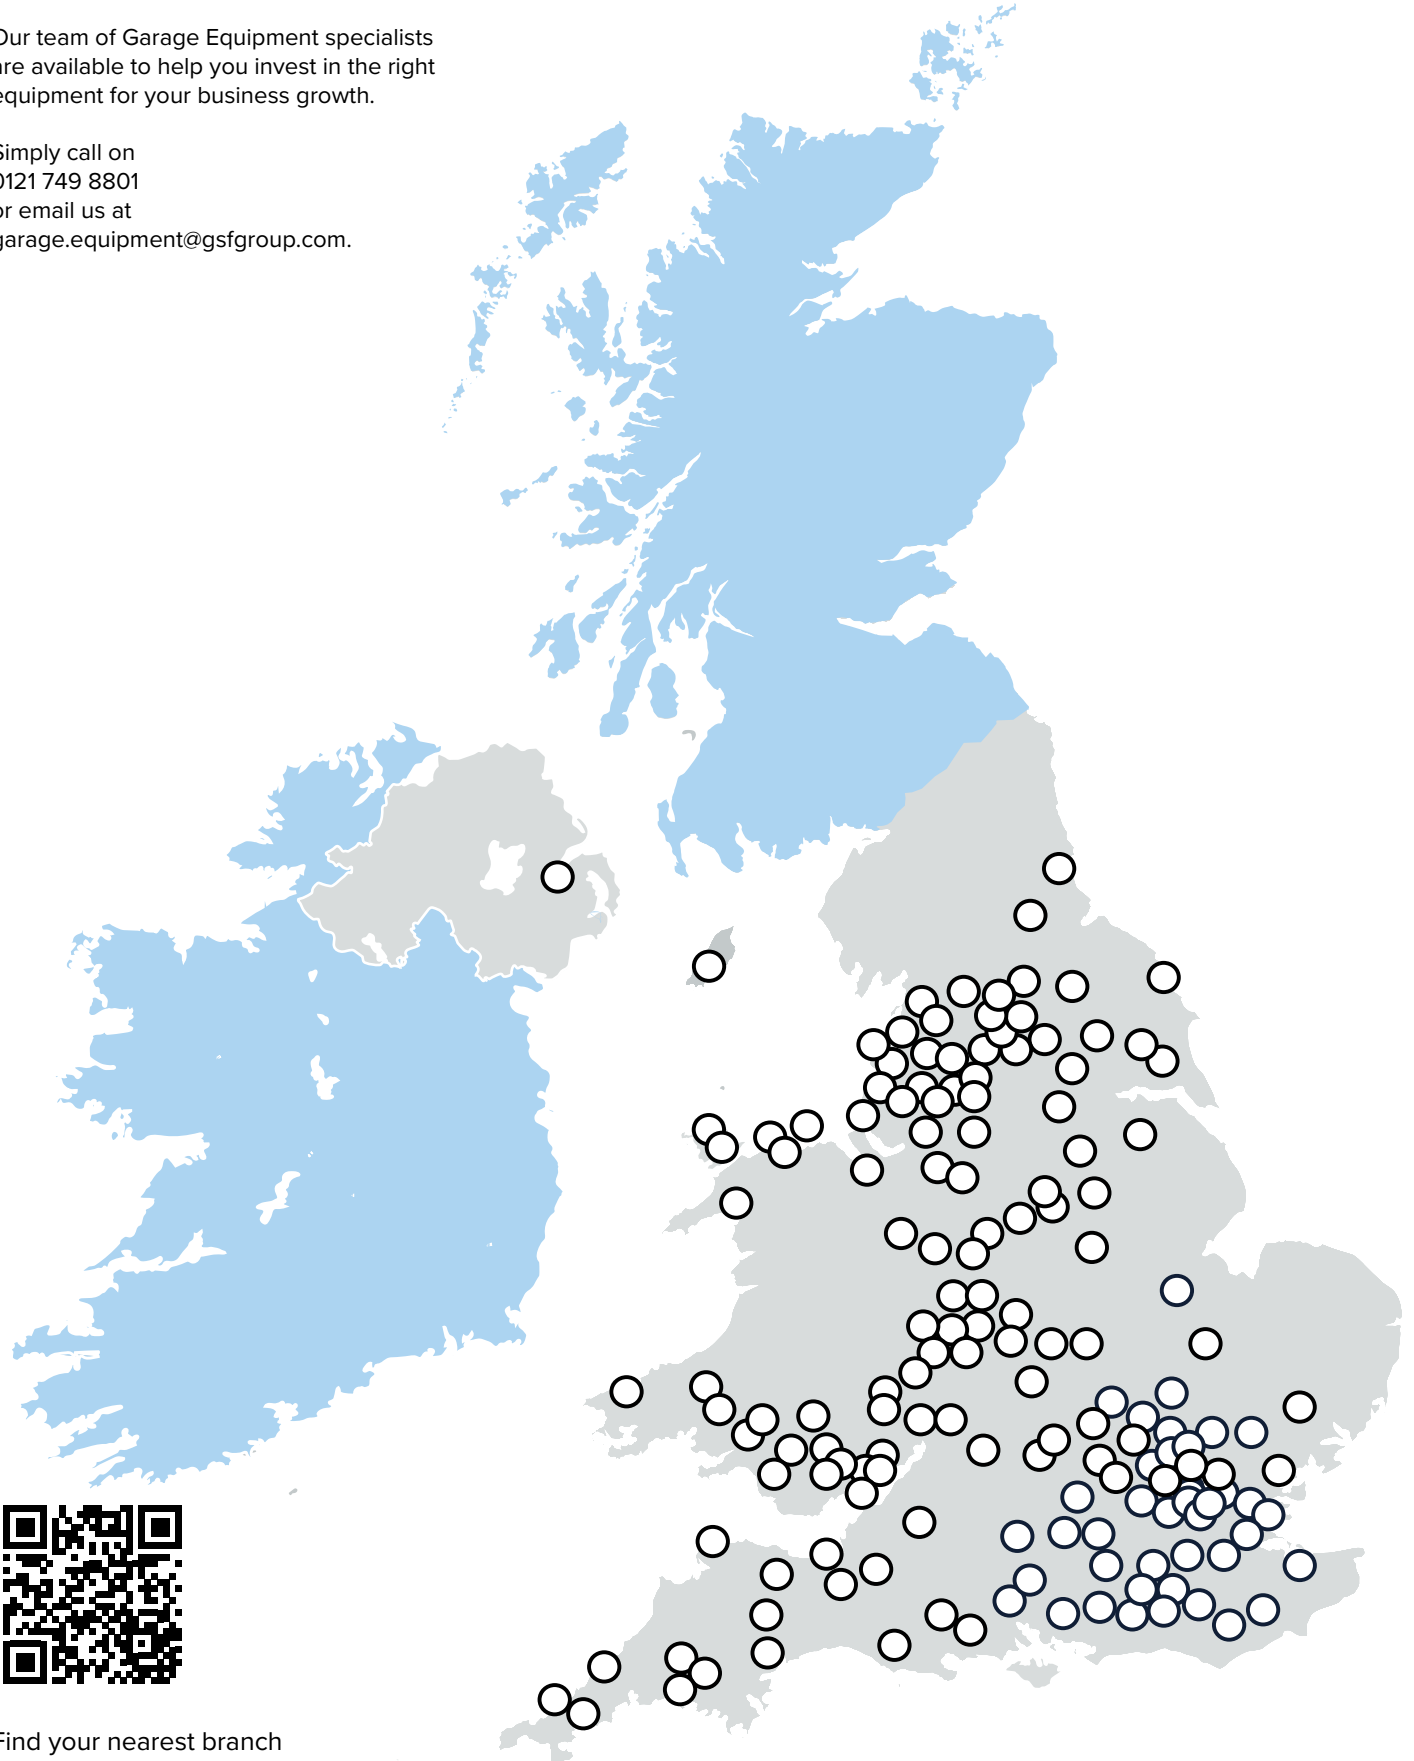 Our team of Garage Equipment specialists
are available to help you invest in the right
equipment for your business growth.
Simply call on
0121 749 8801
or email us at
garage.equipment@gsfgroup.com.
Find your nearest branch